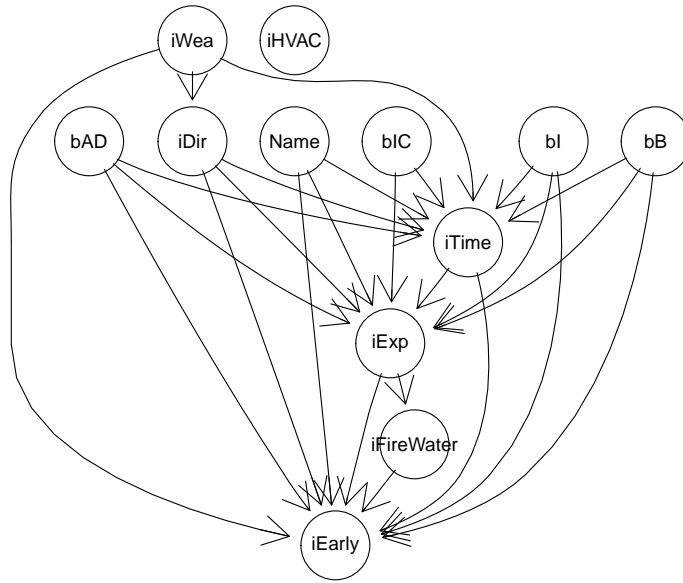 iWea
iHVAC
bAD
iDir
Name
bIC
bI
bB
iTime
iExp
iFireWater
iEarly